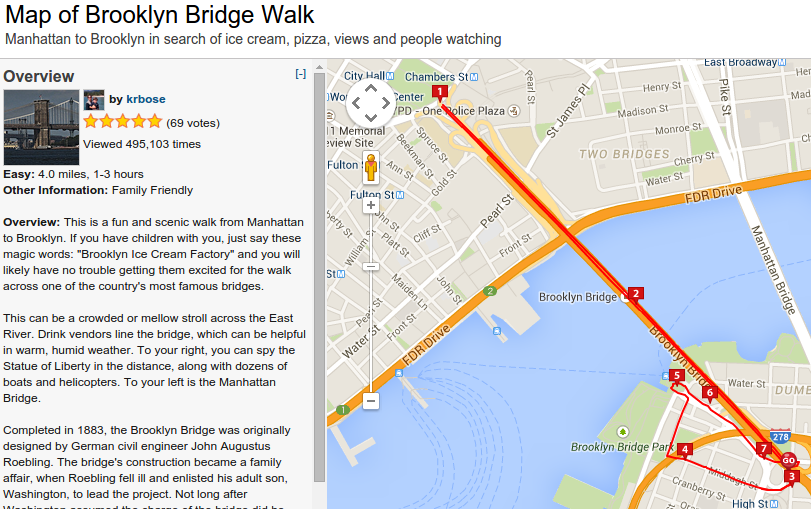 Map of Brooklyn Bridge Walk
Manhattan to Brooklyn in search of ice cream, pizza, views and people watching
Overview
[-]
by krbose
(69 votes)
Viewed 495,103 times
Easy: 4.0 miles, 1-3 hours
Other Information: Family Friendly
Overview: This is a fun and scenic walk from Manhattan
to Brooklyn. If you have children with you, just say these
magic words: "Brooklyn Ice Cream Factory" and you will
likely have no trouble getting them excited for the walk
across one of the country's most famous bridges.
This can be a crowded or mellow stroll across the East
River. Drink vendors line the bridge, which can be helpful
in warm, humid weather. To your right, you can spy the
Statue of Liberty in the distance, along with dozens of
boats and helicopters. To your left is the Manhattan
Bridge.
Completed in 1883, the Brooklyn Bridge was originally
designed by German civil engineer John Augustus
Roebling. The bridge's construction became a family
affair, when Roebling fell ill and enlisted his adult son,
Washington, to lead the project. Not long after
East Broadway
City Hall
Chambers St
Center
1
PD - One Police Plaza
Pearl St
St James Pl
Pike St
Henry St
Madison St
Monroe St
TWO BRIDGES
Cherry St
Water St
FDR Drive
11 Memorial
Spruce St
Beekman St
Ann St
Gold St
Fulton St
Fulton St
Pearl St
Cliff St
Platt St
William St
Front St
Maiden Ln
John St
Front St
Water St
FDR Drive
2
1
Brooklyn Bridge
2
Manhattan Bridge
5
6
Water St
DUMB
278
Brooklyn Bridge Park
4
7
GO
3
Middagh St
Cranberry St
High St